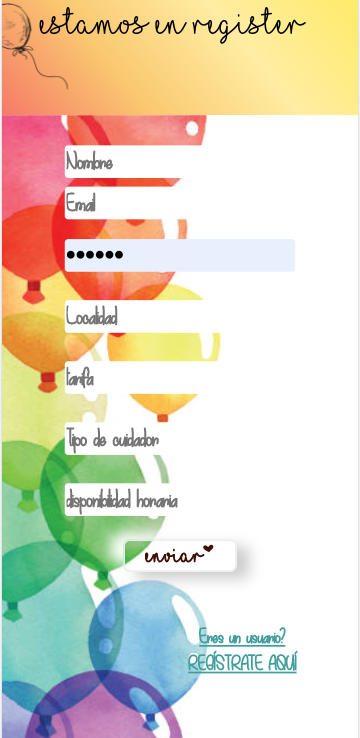 estamos en register
Nombre
Email
••••••
Localidad
tarifa
Tipo de cuidador
disponibilidad horaria
enviar
Eres un usuario?
REGÍSTRATE AQUÍ